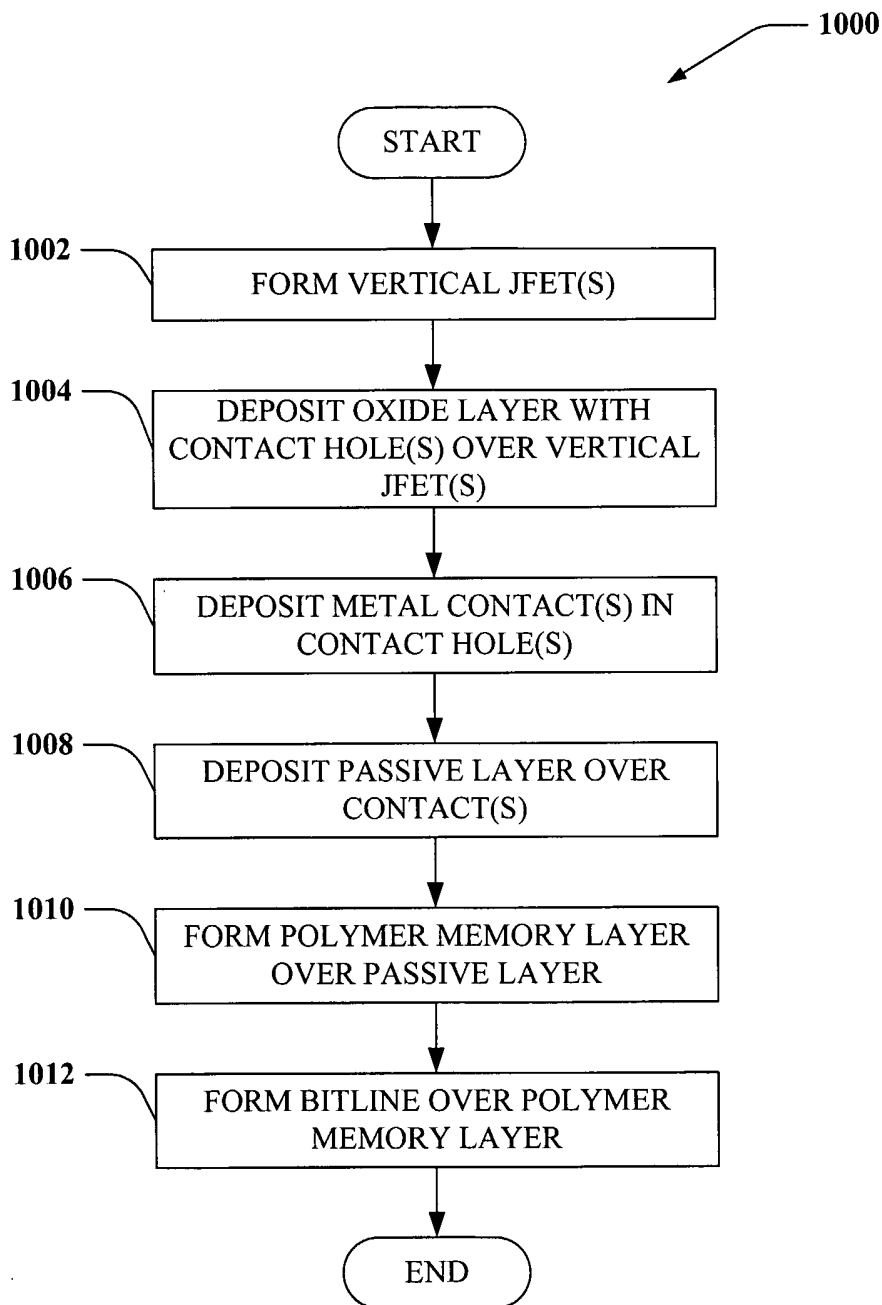 1000
START
1002
FORM VERTICAL JFET(S)
1004
DEPOSIT OXIDE LAYER WITH
CONTACT HOLE(S) OVER VERTICAL
JFET(S)
1006
DEPOSIT METAL CONTACT(S) IN
CONTACT HOLE(S)
1008
DEPOSIT PASSIVE LAYER OVER
CONTACT(S)
1010
FORM POLYMER MEMORY LAYER
OVER PASSIVE LAYER
1012
FORM BITLINE OVER POLYMER
MEMORY LAYER
END